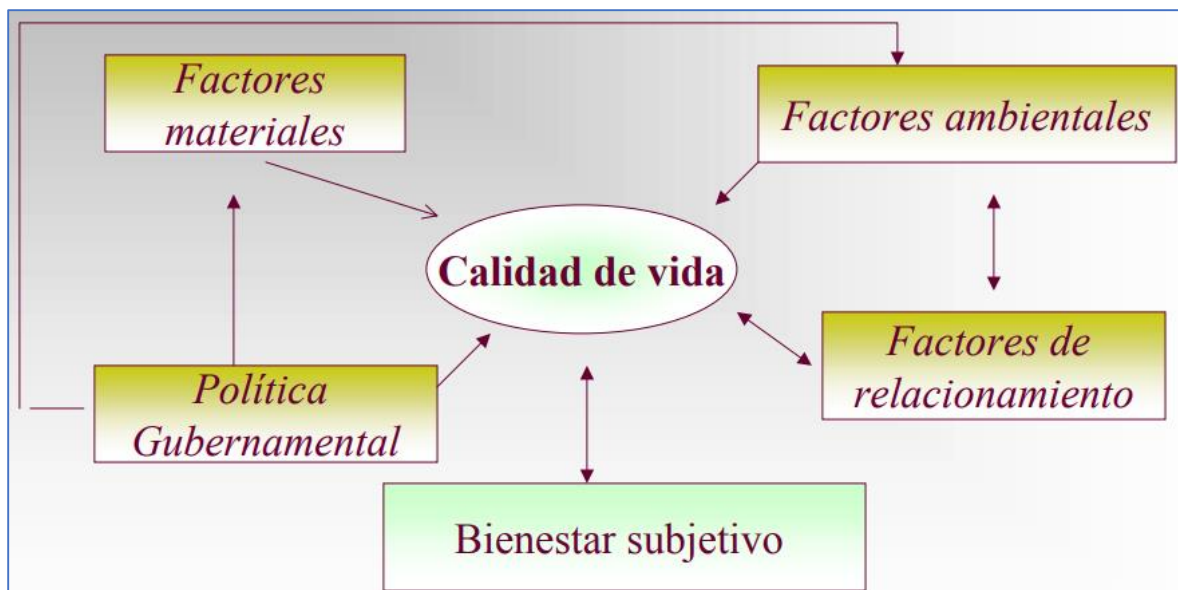 Factores
materiales
Factores ambientales
Calidad de vida
Factores de
relacionamiento
Política
Gubernamental
Bienestar subjetivo